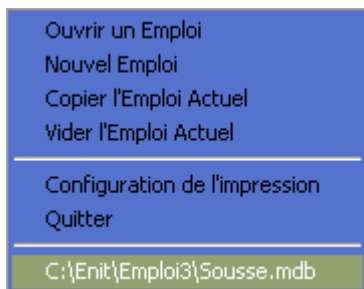 Ouvrir un Emploi
Nouvel Emploi
Copier l'Emploi Actuel
Vider l'Emploi Actuel
Configuration de l'impression
Quitter
C:\Enit\Emploi3\Sousse.mdb